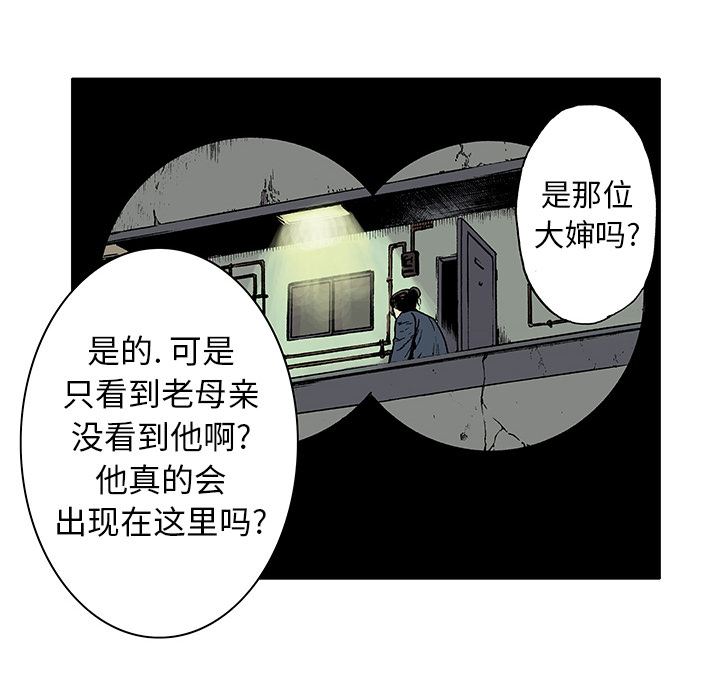 是那位
大婶吗?
是的. 可是
只看到老母亲
没看到他啊?
他真的会
出现在这里吗?